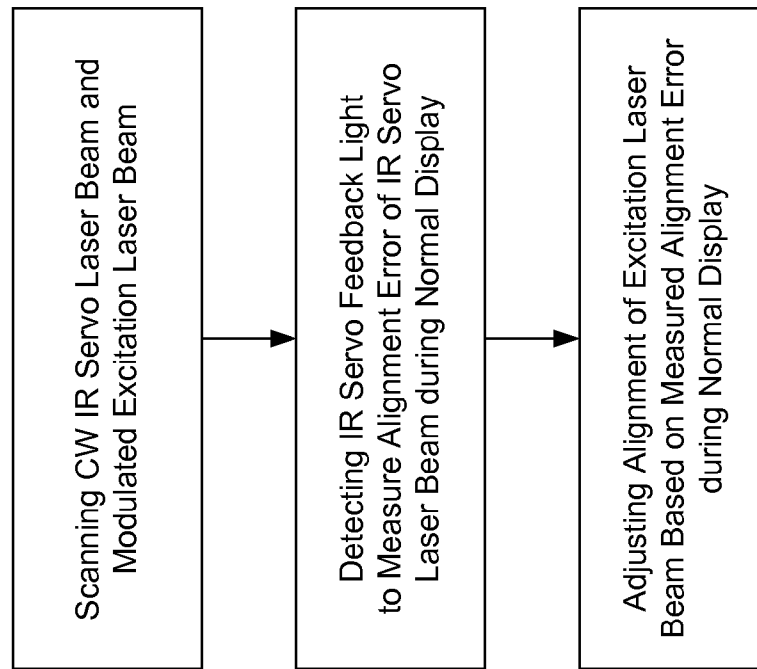 Scanning CW IR Servo Laser Beam and
Modulated Excitation Laser Beam
Detecting IR Servo Feedback Light
to Measure Alignment Error of IR Servo
Laser Beam during Normal Display
Adjusting Alignment of Excitation Laser
Beam Based on Measured Alignment Error
during Normal Display